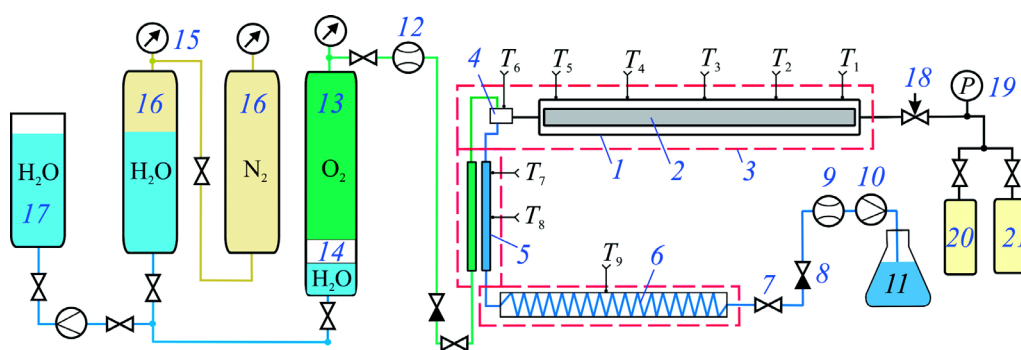 12
15
16
16
13
4
T₆
T₅
T₄
T₃
T₂
T₁
18
P
19
H₂O
H₂O
N₂
O₂
17
1
2
3
T₇
T₈
5
14
H₂O
T₉
6
7
8
9
10
11
20
21